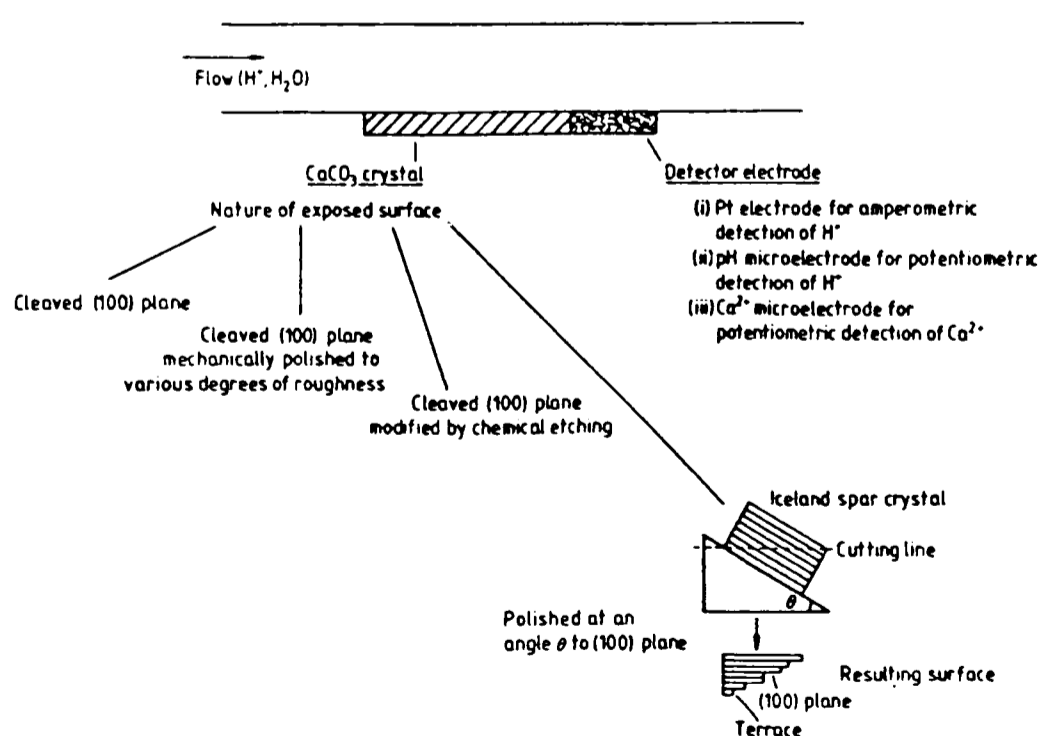 Flow (H⁺, H₂O)
CaCO₃ crystal
Nature of exposed surface
Detector electrode
(i) Pt electrode for amperometric
detection of H⁺
(ii) pH microelectrode for potentiometric
detection of H⁺
(iii) Ca²⁺ microelectrode for
potentiometric detection of Ca²⁺
Cleaved (100) plane
Cleaved (100) plane
mechanically polished to
various degrees of roughness
Cleaved (100) plane
modified by chemical etching
Iceland spar crystal
Cutting line
θ
Polished at an
angle θ to (100) plane
Resulting surface
(100) plane
Terrace